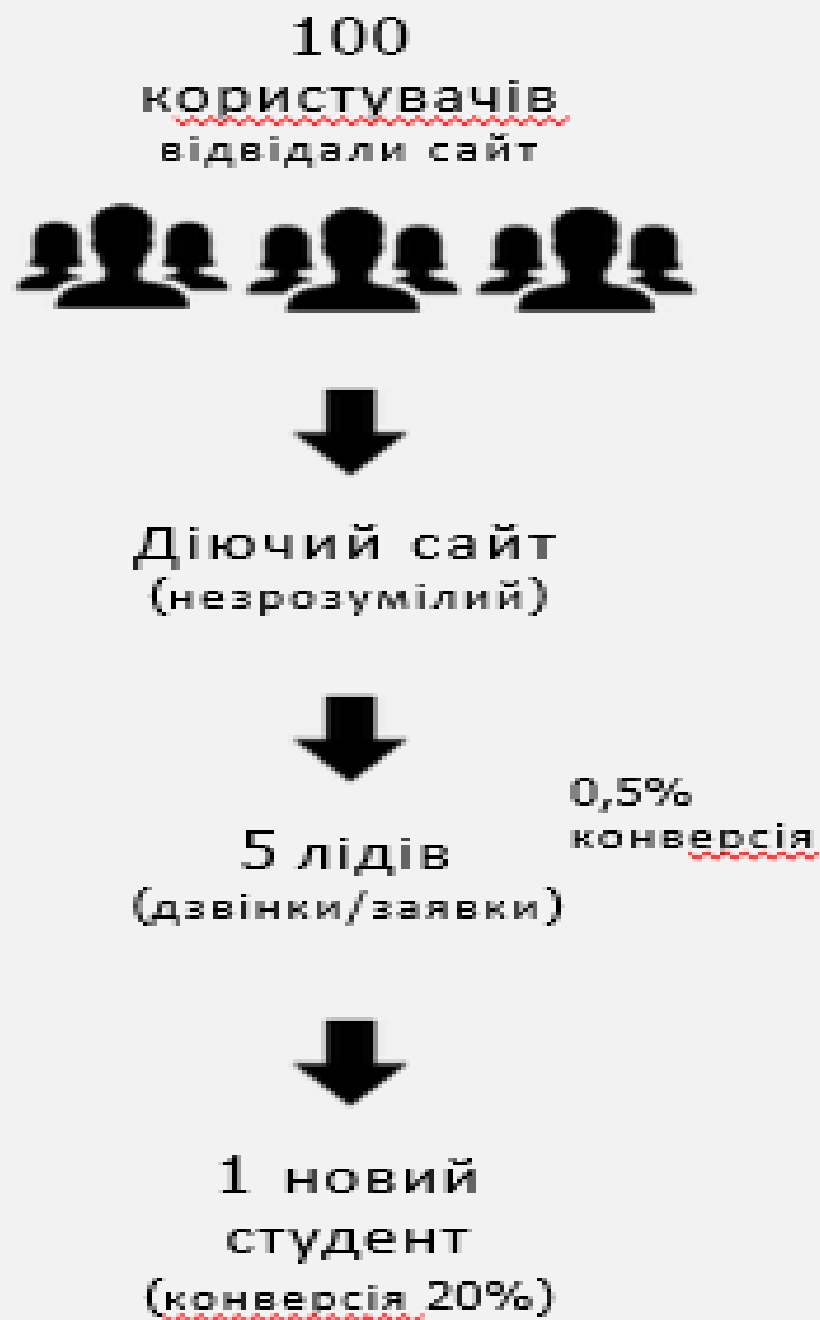 100
користувачів
відвідали сайт
Діючий сайт
(незрозумілий)
0,5%
конверсія
5 лідів
(дзвінки/заявки)
1 новий
студент
(конверсія 20%)